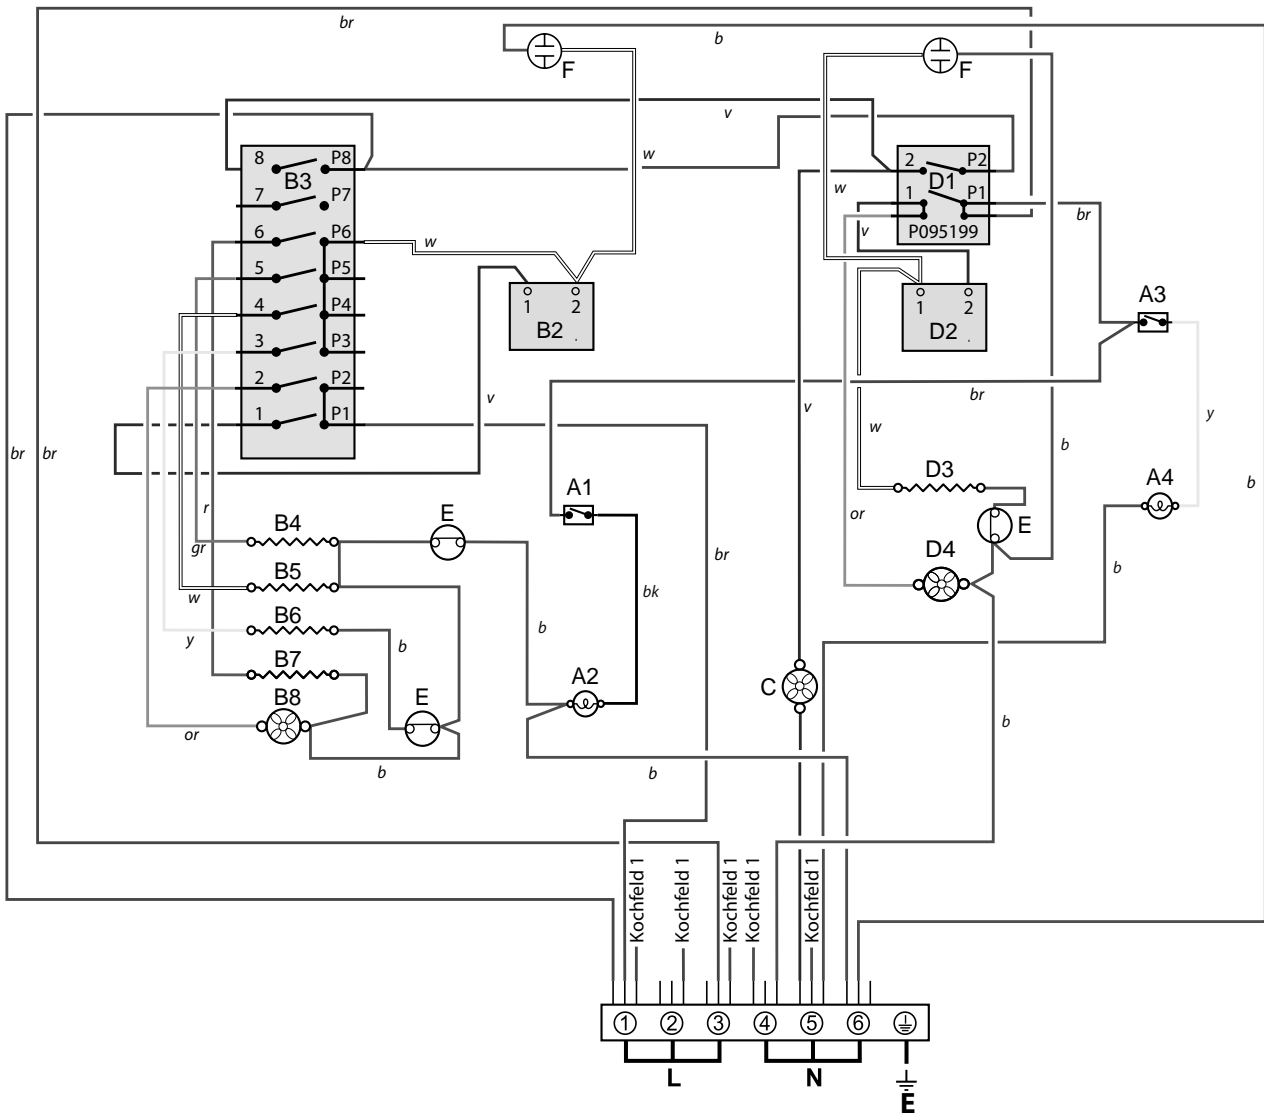 br
b
F
F
v
w
8 P8
B3
7 P7
6 P6
5 P5
4 P4
3 P3
2 P2
1 P1
w
2 P2
D1
1 P1
P095199
w
v
br
1 2
B2
1 2
D2
A3
br
v
v
w
y
b
b
br
br
r
gr
B4
E
A1
D3
A4
or
E
br
D4
b
B5
w
bk
B6
y
b
b
B7
A2
C
B8
E
or
b
b
b
Kochfeld 1
Kochfeld 1
Kochfeld 1
Kochfeld 1
Kochfeld 1
1 2 3 4 5 6
L
N
E